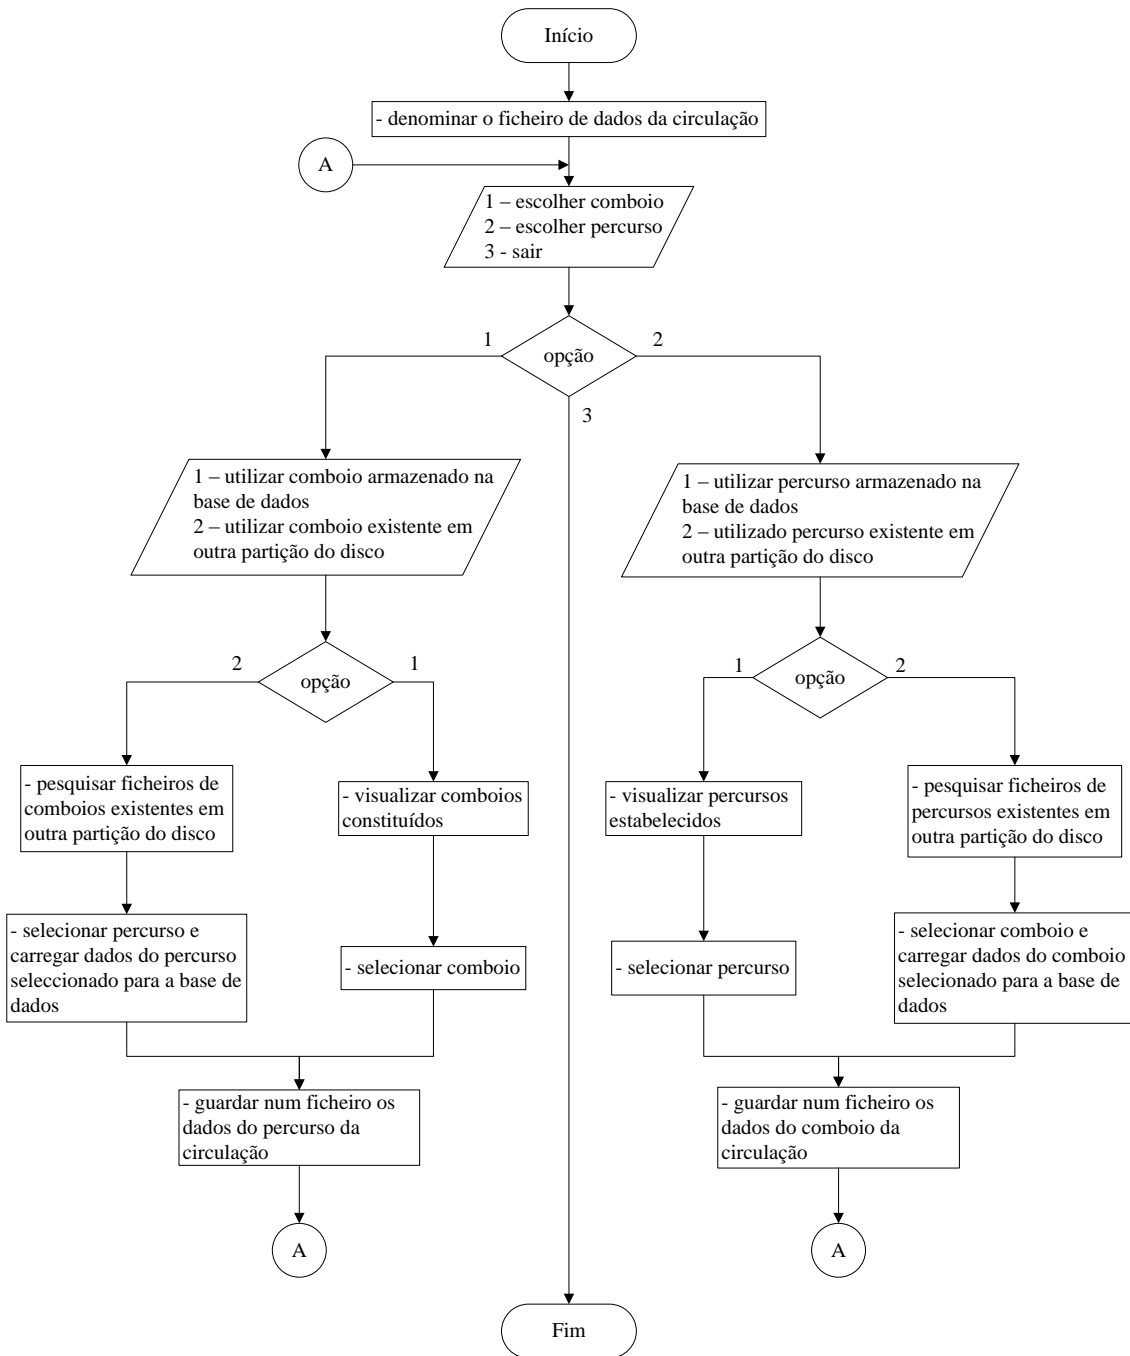 Início
- denominar o ficheiro de dados da circulação
A
1 – escolher comboio
2 – escolher percurso
3 - sair
1
opção
2
3
1 – utilizar comboio armazenado na
base de dados
2 – utilizar comboio existente em
outra partição do disco
1 – utilizar percurso armazenado na
base de dados
2 – utilizado percurso existente em
outra partição do disco
2
opção
1
1
opção
2
- pesquisar ficheiros de
comboios existentes em
outra partição do disco
- visualizar comboios
constituídos
- visualizar percursos
estabelecidos
- pesquisar ficheiros de
percursos existentes em
outra partição do disco
- selecionar percurso e
carregar dados do percurso
seleccionado para a base de
dados
- selecionar comboio
- selecionar percurso
- selecionar comboio e
carregar dados do comboio
selecionado para a base de
dados
- guardar num ficheiro os
dados do percurso da
circulação
- guardar num ficheiro os
dados do comboio da
circulação
A
A
Fim